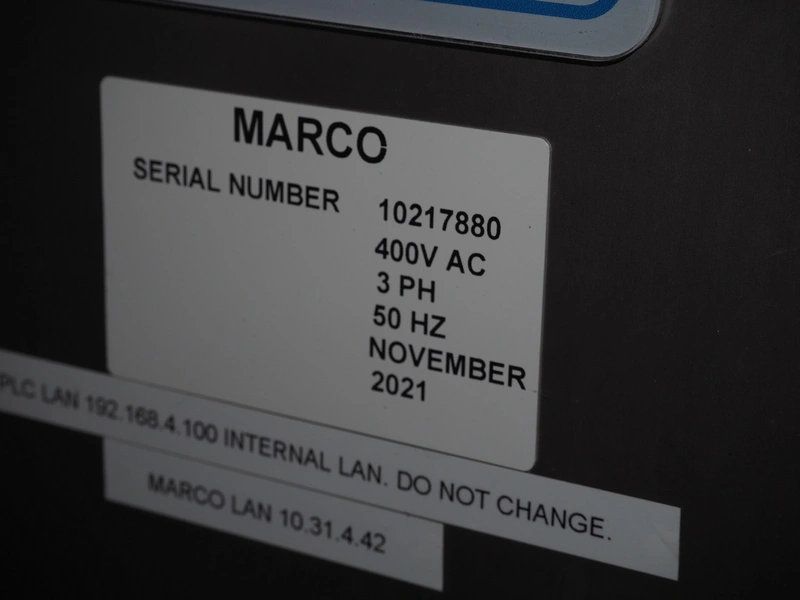 MARCO
SERIAL NUMBER 10217880
400V AC
3 PH
50 HZ
NOVEMBER
2021
PLC LAN 192.168.4.100 INTERNAL LAN. DO NOT CHANGE.
MARCO LAN 10.31.4.42